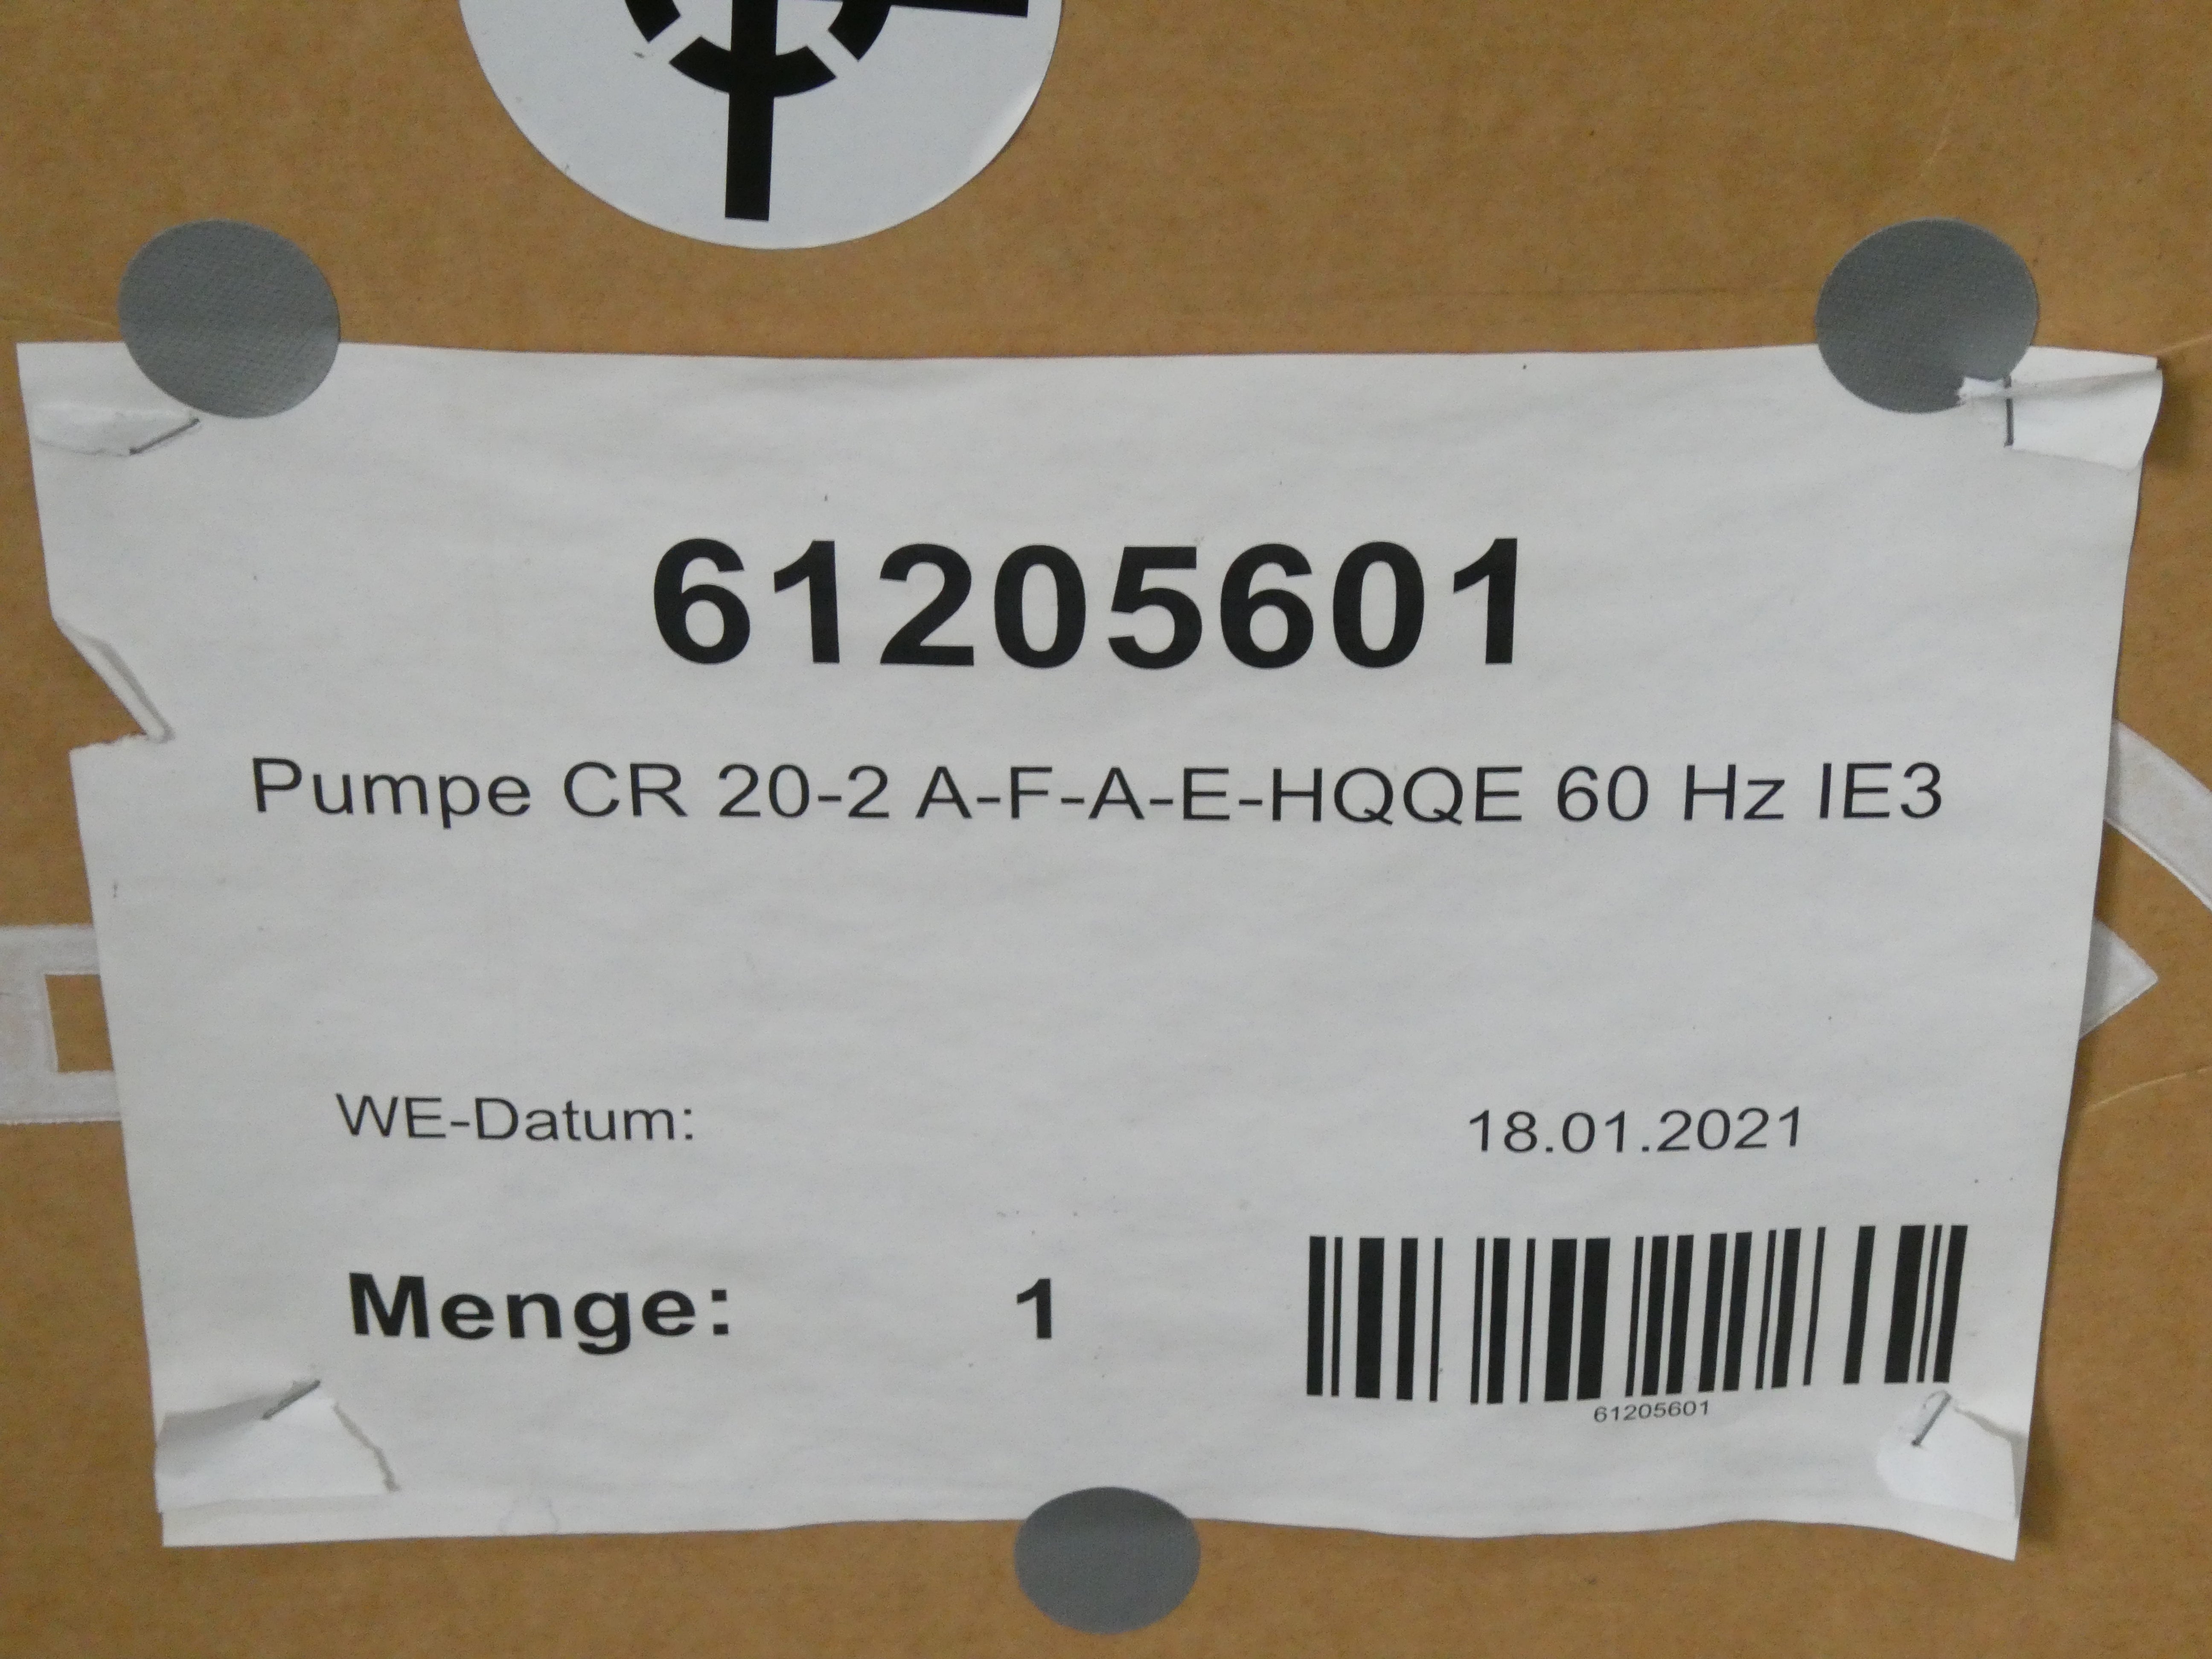 61205601
Pumpe CR 20-2 A-F-A-E-HQQE 60 Hz IE3
WE-Datum: 18.01.2021
Menge: 1
61205601